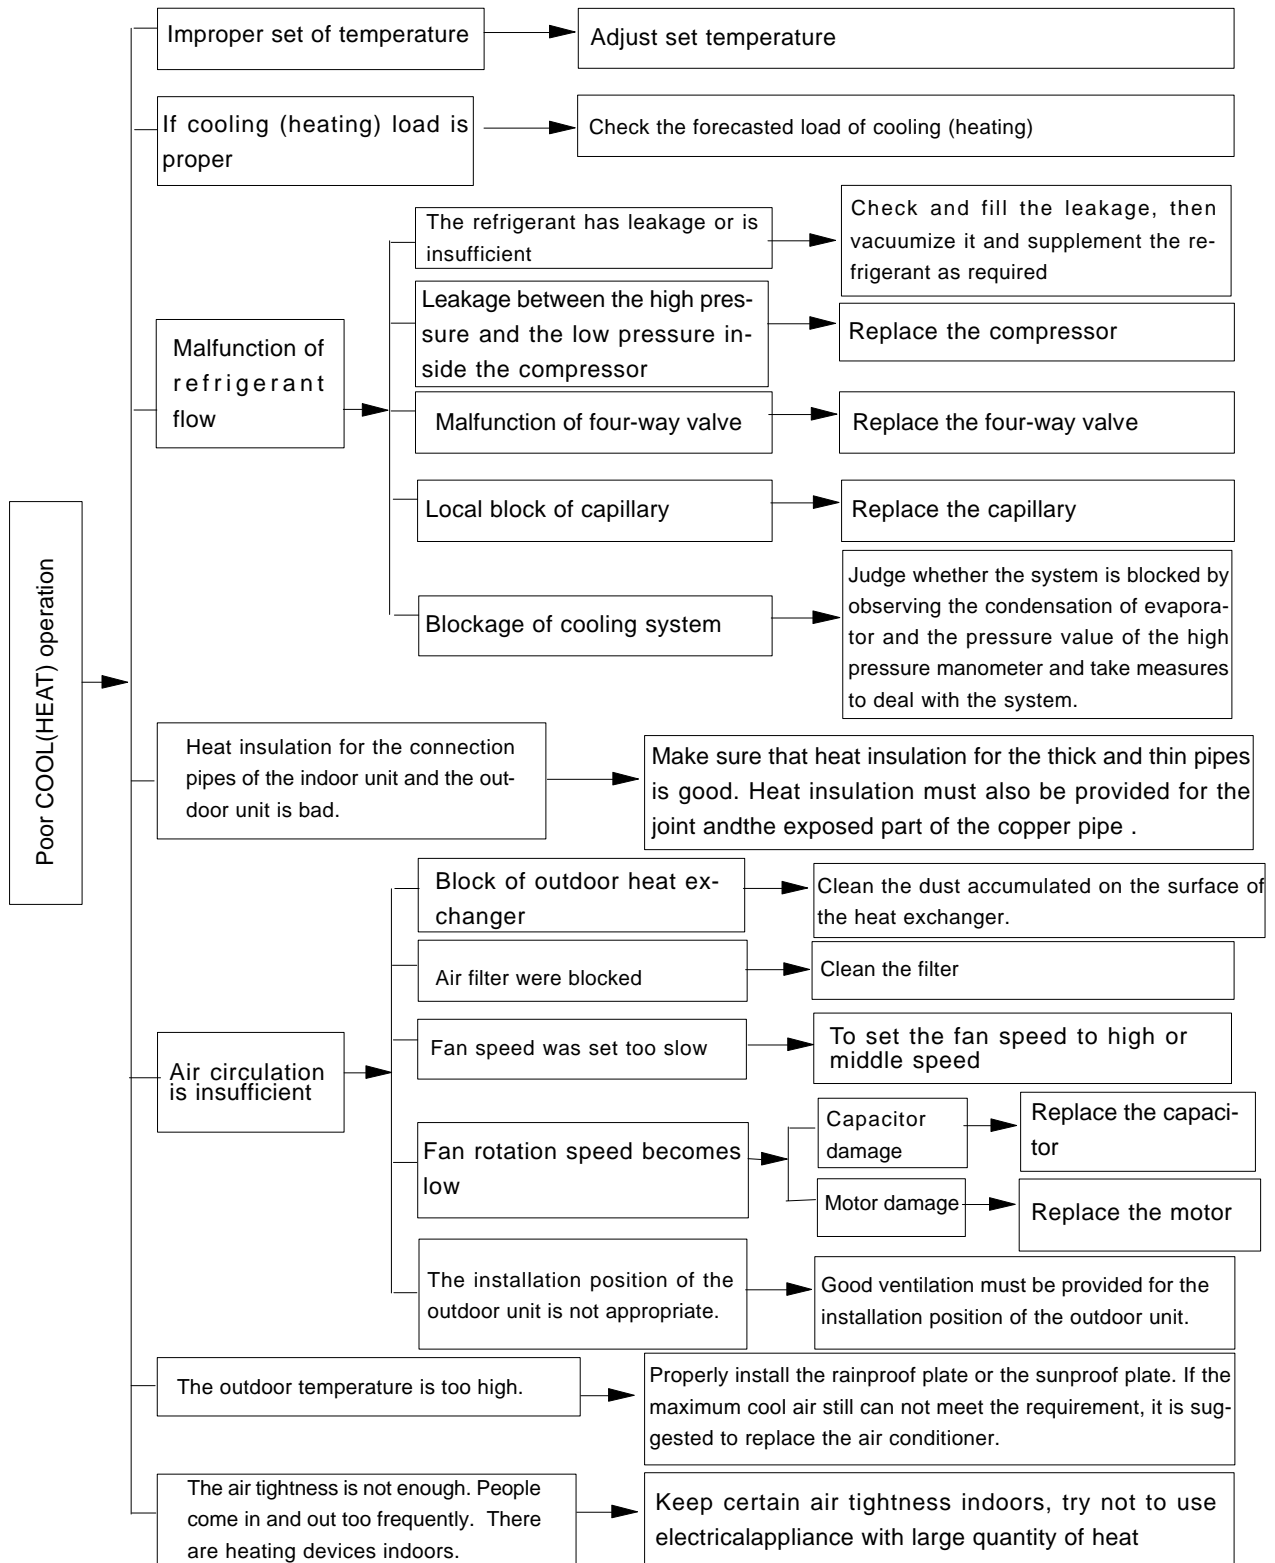 Improper set of temperature
Adjust set temperature
If cooling (heating) load is
proper
Check the forecasted load of cooling (heating)
The refrigerant has leakage or is
insufficient
Check and fill the leakage, then
vacuumize it and supplement the re-
frigerant as required
Leakage between the high pres-
sure and the low pressure in-
side the compressor
Replace the compressor
Malfunction of
refrigerant
flow
Malfunction of four-way valve
Replace the four-way valve
Local block of capillary
Replace the capillary
Blockage of cooling system
Judge whether the system is blocked by
observing the condensation of evapora-
tor and the pressure value of the high
pressure manometer and take measures
to deal with the system.
Poor COOL(HEAT) operation
Heat insulation for the connection
pipes of the indoor unit and the out-
door unit is bad.
Make sure that heat insulation for the thick and thin pipes
is good. Heat insulation must also be provided for the
joint andthe exposed part of the copper pipe .
Block of outdoor heat ex-
changer
Clean the dust accumulated on the surface of
the heat exchanger.
Air filter were blocked
Clean the filter
Air circulation
is insufficient
Fan speed was set too slow
To set the fan speed to high or
middle speed
Fan rotation speed becomes
low
Capacitor
damage
Replace the capaci-
tor
Motor damage
Replace the motor
The installation position of the
outdoor unit is not appropriate.
Good ventilation must be provided for the
installation position of the outdoor unit.
The outdoor temperature is too high.
Properly install the rainproof plate or the sunproof plate. If the
maximum cool air still can not meet the requirement, it is sug-
gested to replace the air conditioner.
The air tightness is not enough. People
come in and out too frequently. There
are heating devices indoors.
Keep certain air tightness indoors, try not to use
electricalappliance with large quantity of heat